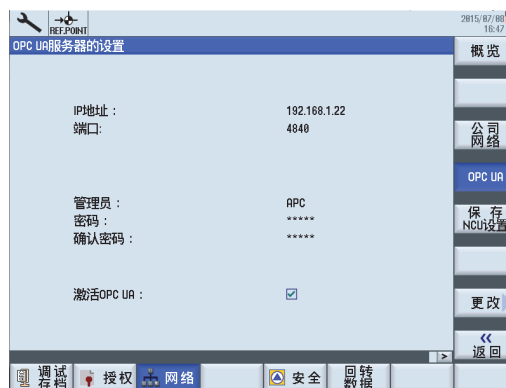 REF.POINT
2015/07/08
16:47
OPC UA服务器的设置
概览
IP地址： 192.168.1.22
端口: 4840
公司
网络
OPC UA
管理员： APC
密码： *****
确认密码： *****
保存
NCU设置
激活OPC UA：
更改
«
返回
>
调试
存档
授权
网络
安全
回转
数据